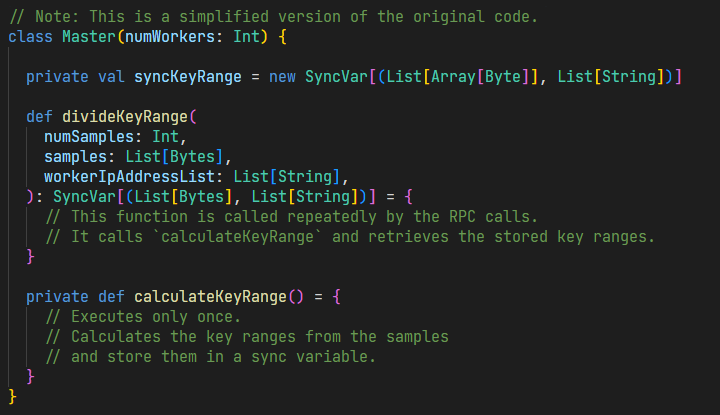 // Note: This is a simplified version of the original code.
class Master(numWorkers: Int) {
private val syncKeyRange = new SyncVar[(List[Array[Byte]], List[String])]
def divideKeyRange(
numSamples: Int,
samples: List[Bytes],
workerIpAddressList: List[String],
): SyncVar[(List[Bytes], List[String])] = {
// This function is called repeatedly by the RPC calls.
// It calls `calculateKeyRange` and retrieves the stored key ranges.
}
private def calculateKeyRange() = {
// Executes only once.
// Calculates the key ranges from the samples
// and store them in a sync variable.
}
}